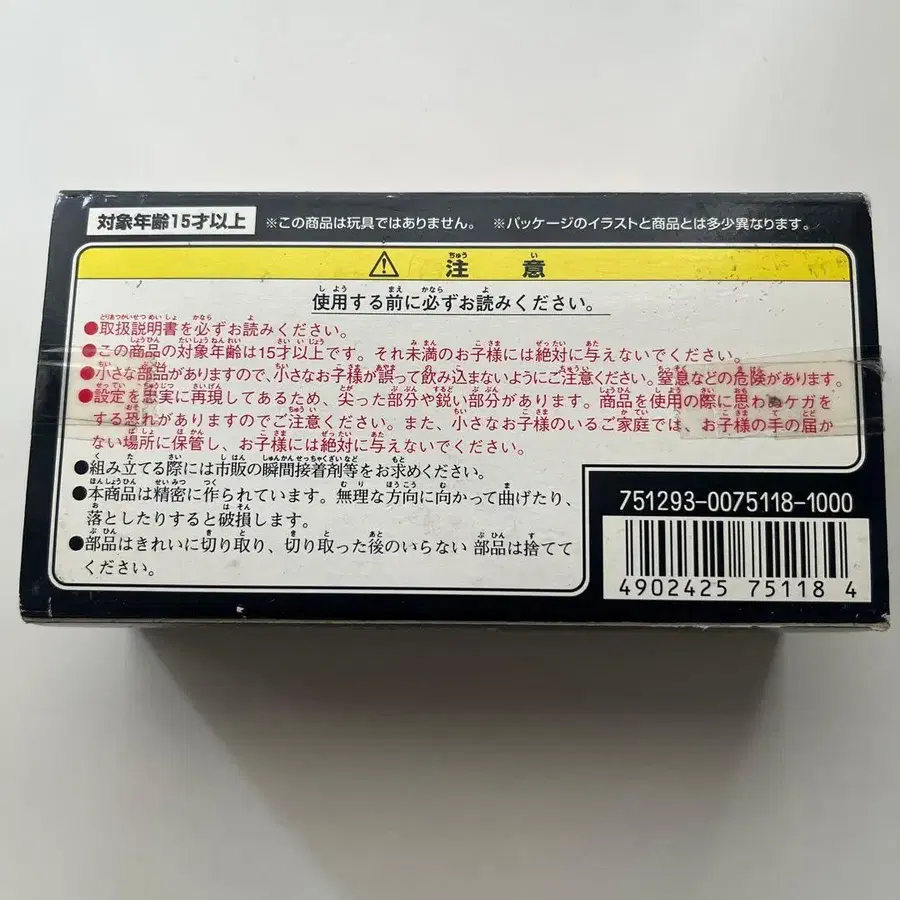 対象年齢15才以上 ※この商品は玩具ではありません。 ※パッケージのイラストと商品とは多少異なります。
注 意
使用する前に必ずお読みください。
●取扱説明書を必ずお読みください。
●この商品の対象年齢は15才以上です。それ未満のお子様には絶対に与えないでください。
●小さな部品がありますので、小さなお子様が誤って飲み込まないようにご注意ください。窒息などの危険があります。
●設定を忠実に再現してあるため、尖った部分や鋭い部分があります。商品を使用の際に思わぬケガを
する恐れがありますのでご注意ください。また、小さなお子様のいるご家庭では、お子様の手の届か
ない場所に保管し、お子様には絶対に与えないでください。
●組み立てる際には市販の瞬間接着剤等をお求めください。
●本商品は精密に作られています。無理な方向に向かって曲げたり、
落としたりすると破損します。
●部品はきれいに切り取り、切り取った後のいらない部品は捨てて
ください。
751293-0075118-1000
4902425 75118 4